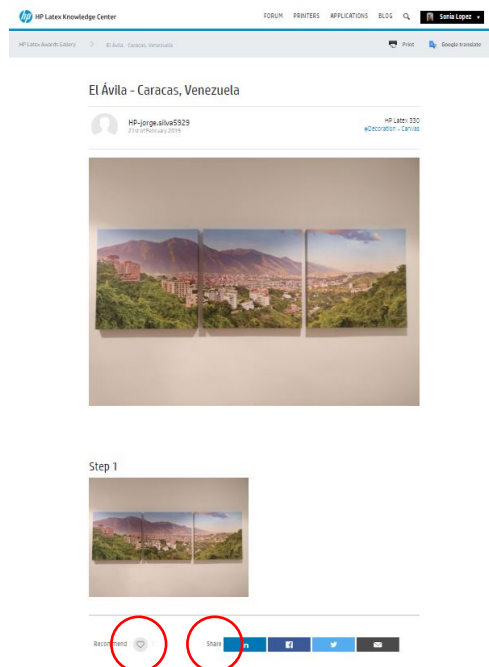 hp HP Latex Knowledge Center
FORUM PRINTERS APPLICATIONS BLOG Sonia Lopez
HP Latex Awards Gallery > El Ávila - Caracas, Venezuela
Print Google translate
El Ávila - Caracas, Venezuela
HP-jorge.silva5929
21st of February 2019
HP Latex 330
Decoration - Canvas
Step 1
Recommend
Share
in f